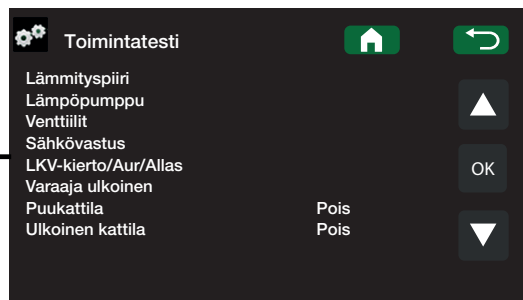 Toimintatesti
Lämmityspiiri
Lämpöpumppu
Venttiilit
Sähkövastus
LKV-kierto/Aur/Allas
OK
Varaaja ulkoinen
Puukattila Pois
Ulkoinen kattila Pois